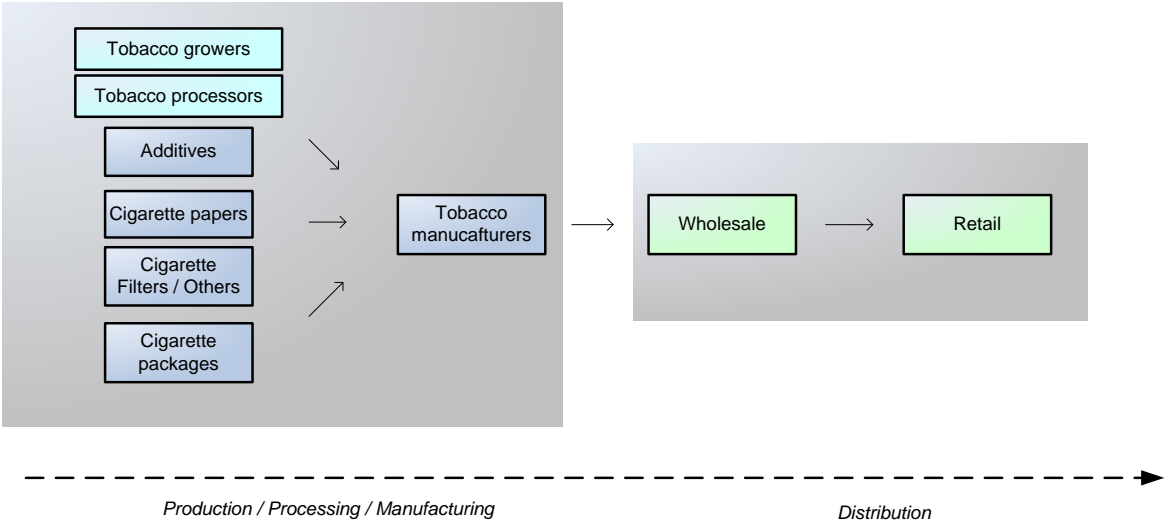 Tobacco growers
Tobacco processors
Additives
Cigarette papers
Cigarette
Filters / Others
Cigarette
packages
Tobacco
manucafturers
Wholesale
Retail
Production / Processing / Manufacturing
Distribution